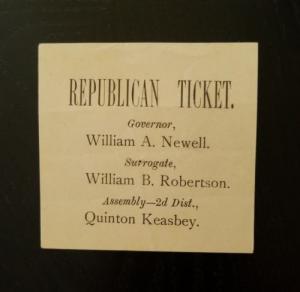 REPUBLICAN TICKET.
Governor,
William A. Newell.
Surrogate,
William B. Robertson.
Assembly—2d Dist.,
Quinton Keasbey.